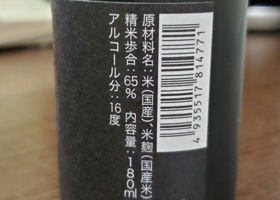 原材料名：米（国産）、米麹（国産米）
精米歩合：65%　内容量：180ml
アルコール分：16度
4935517814771